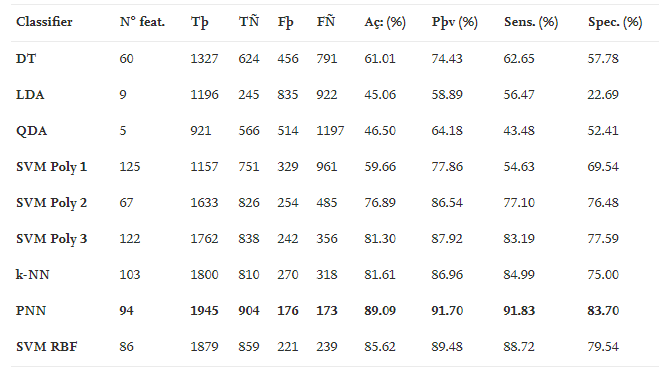 Classifier N° feat. Tþ TÑ Fþ FÑ Aç: (%) Pþv (%) Sens. (%) Spec. (%)
DT 60 1327 624 456 791 61.01 74.43 62.65 57.78
LDA 9 1196 245 835 922 45.06 58.89 56.47 22.69
QDA 5 921 566 514 1197 46.50 64.18 43.48 52.41
SVM Poly 1 125 1157 751 329 961 59.66 77.86 54.63 69.54
SVM Poly 2 67 1633 826 254 485 76.89 86.54 77.10 76.48
SVM Poly 3 122 1762 838 242 356 81.30 87.92 83.19 77.59
k-NN 103 1800 810 270 318 81.61 86.96 84.99 75.00
PNN 94 1945 904 176 173 89.09 91.70 91.83 83.70
SVM RBF 86 1879 859 221 239 85.62 89.48 88.72 79.54